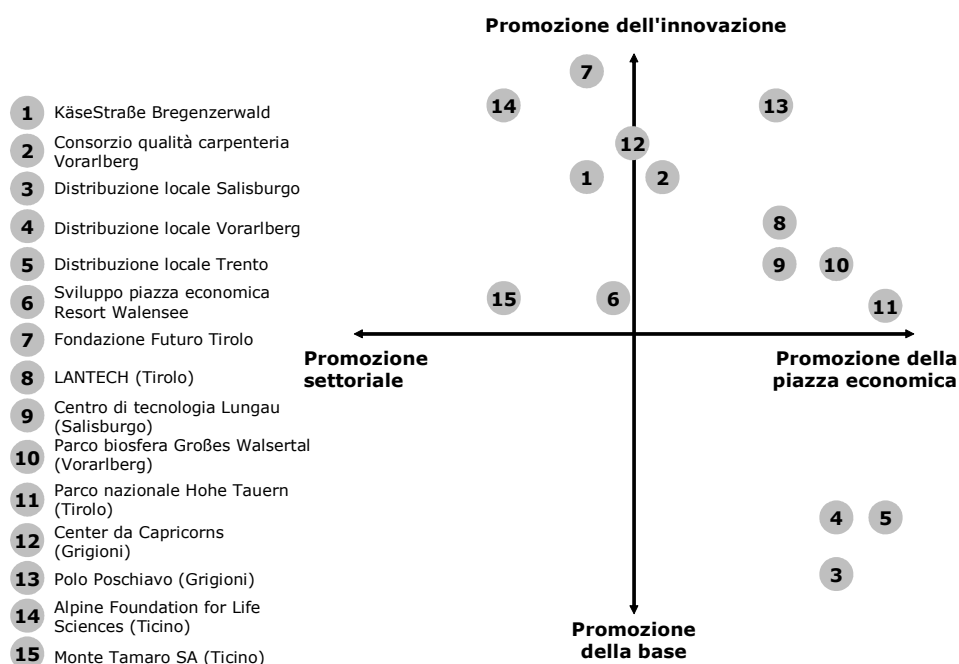 Promozione dell'innovazione
7
14
13
12
1
2
8
9
10
15
6
11
Promozione
settoriale
Promozione della
piazza economica
4
5
3
Promozione
della base
1 KäseStraße Bregenzerwald
2 Consorzio qualità carpenteria
Vorarlberg
3 Distribuzione locale Salisburgo
4 Distribuzione locale Vorarlberg
5 Distribuzione locale Trento
6 Sviluppo piazza economica
Resort Walensee
7 Fondazione Futuro Tirolo
8 LANTECH (Tirolo)
9 Centro di tecnologia Lungau
(Salisburgo)
10 Parco biosfera Großes Walsertal
(Vorarlberg)
11 Parco nazionale Hohe Tauern
(Tirolo)
12 Center da Capricorns
(Grigioni)
13 Polo Poschiavo (Grigioni)
14 Alpine Foundation for Life
Sciences (Ticino)
15 Monte Tamaro SA (Ticino)